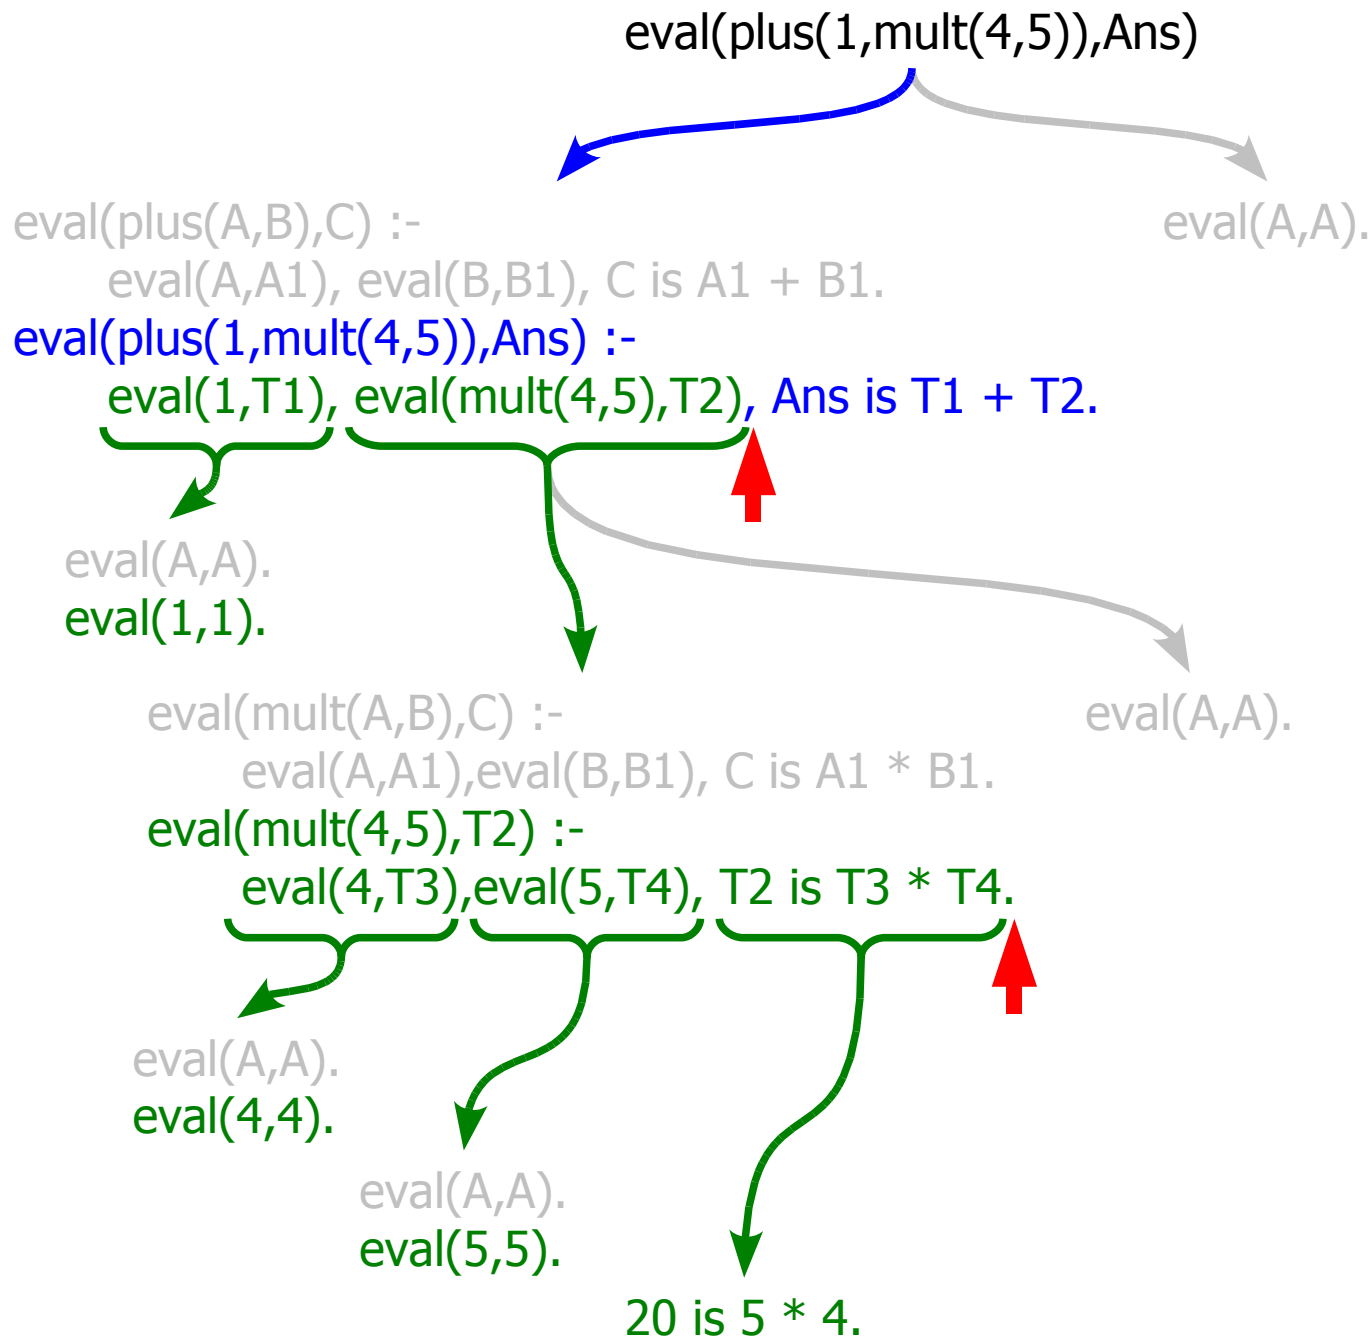 eval(plus(1,mult(4,5)),Ans)
eval(plus(A,B),C) :-
eval(A,A).
eval(A,A1), eval(B,B1), C is A1 + B1.
eval(plus(1,mult(4,5)),Ans) :-
eval(1,T1), eval(mult(4,5),T2), Ans is T1 + T2.
eval(A,A).
eval(1,1).
eval(mult(A,B),C) :-
eval(A,A).
eval(A,A1),eval(B,B1), C is A1 * B1.
eval(mult(4,5),T2) :-
eval(4,T3),eval(5,T4), T2 is T3 * T4.
eval(A,A).
eval(4,4).
eval(A,A).
eval(5,5).
20 is 5 * 4.